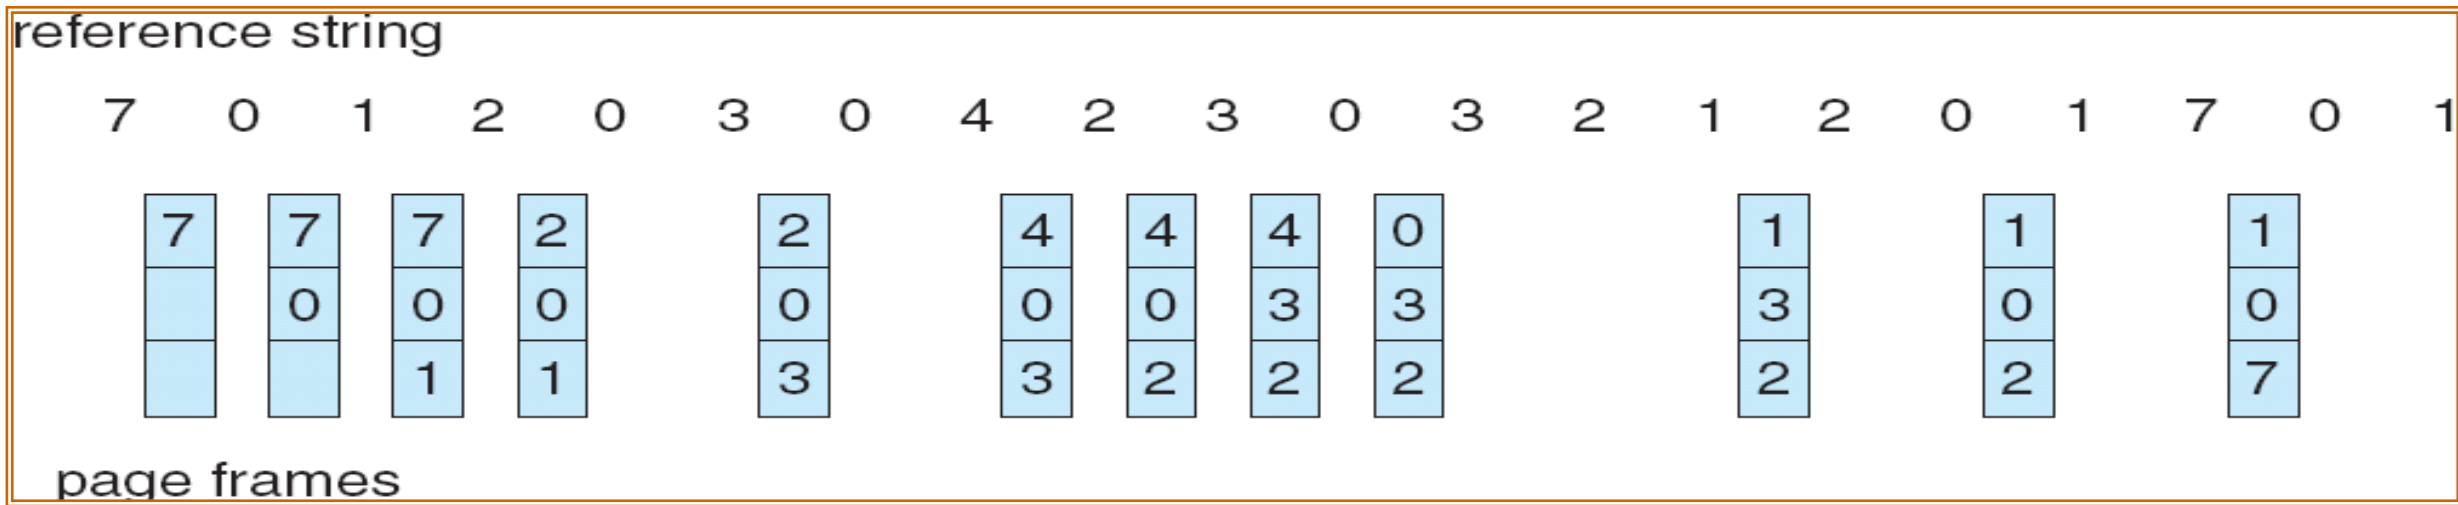 reference string
7 0 1 2 0 3 0 4 2 3 0 3 2 1 2 0 1 7 0 1
7 7 7 2 2 4 4 4 0 1 1 1
0 0 0 0 0 0 3 3 3 0 0
1 1 3 3 2 2 2 2 2 7
page frames